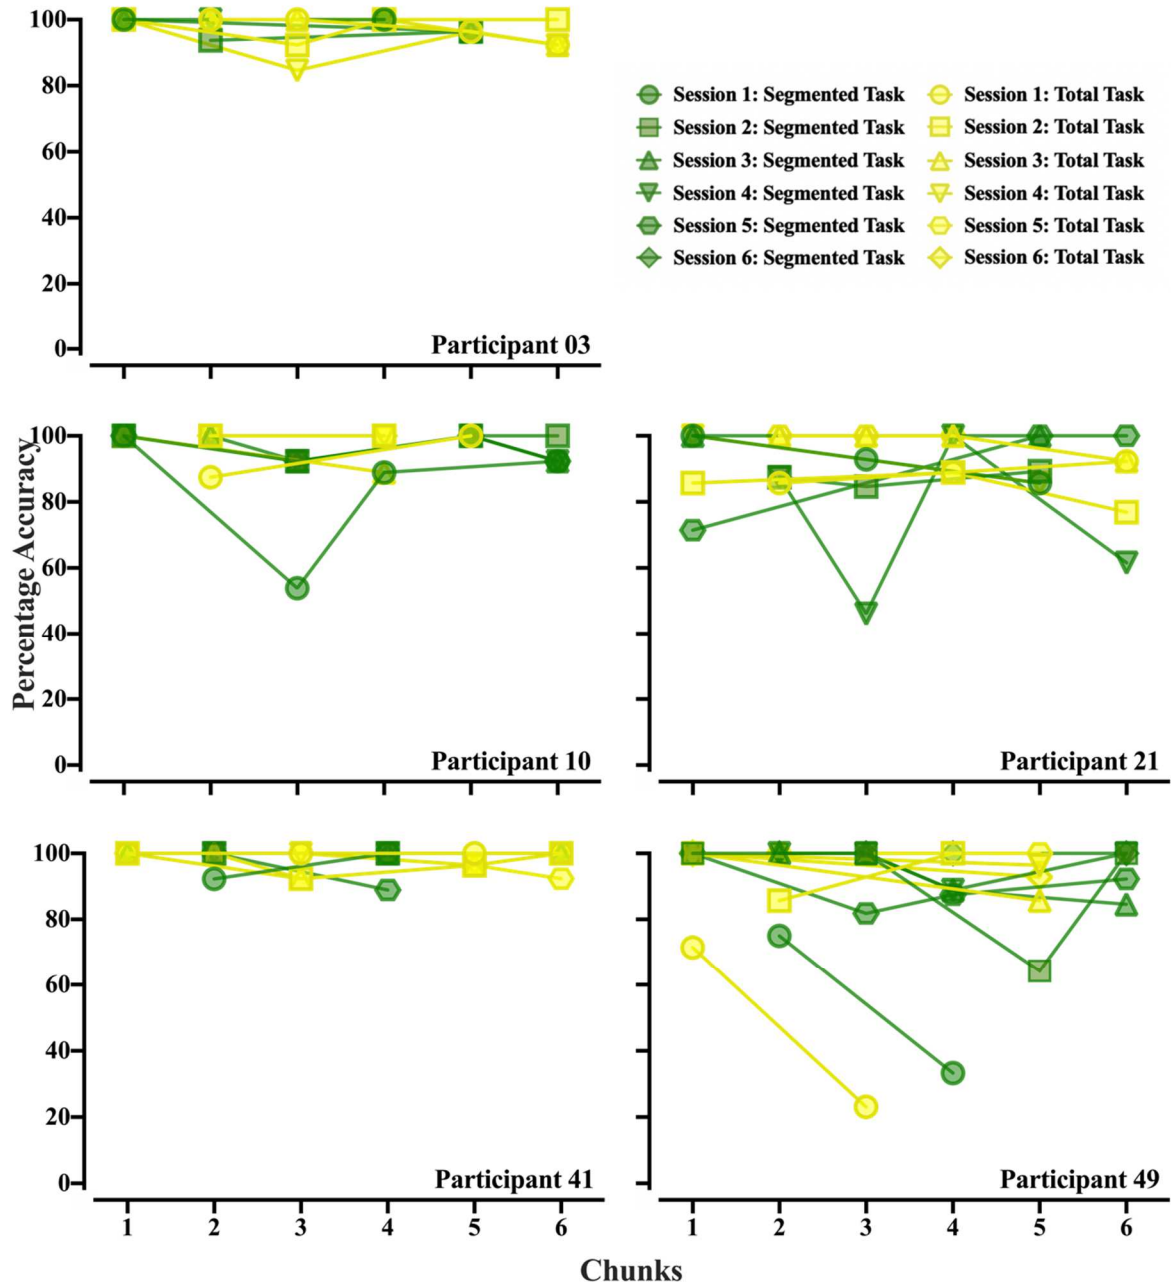 100
80
60
40
20
0
Participant 03
Session 1: Segmented Task
Session 2: Segmented Task
Session 3: Segmented Task
Session 4: Segmented Task
Session 5: Segmented Task
Session 6: Segmented Task
Session 1: Total Task
Session 2: Total Task
Session 3: Total Task
Session 4: Total Task
Session 5: Total Task
Session 6: Total Task
Percentage Accuracy
100
80
60
40
20
0
Participant 10
Participant 21
100
80
60
40
20
0
Participant 41
Participant 49
1 2 3 4 5 6
1 2 3 4 5 6
Chunks